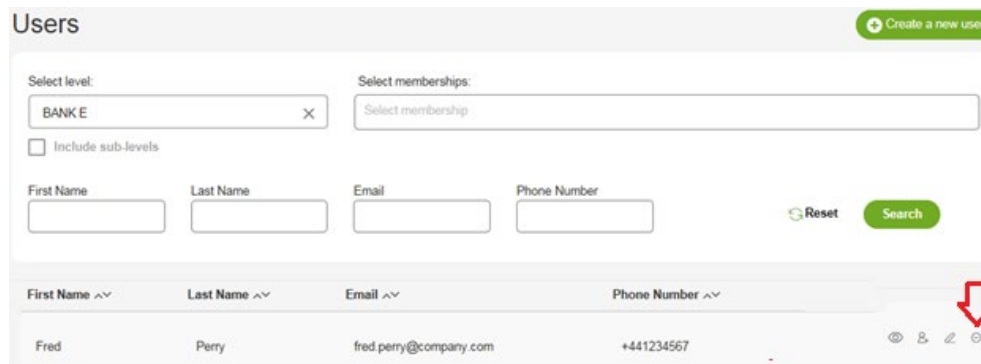 Users
Create a new use
Select level:
Select memberships:
BANK E
Select membership
Include sub-levels
First Name
Last Name
Email
Phone Number
Reset
Search
First Name
Last Name
Email
Phone Number
Fred
Perry
fred.perry@company.com
+441234567